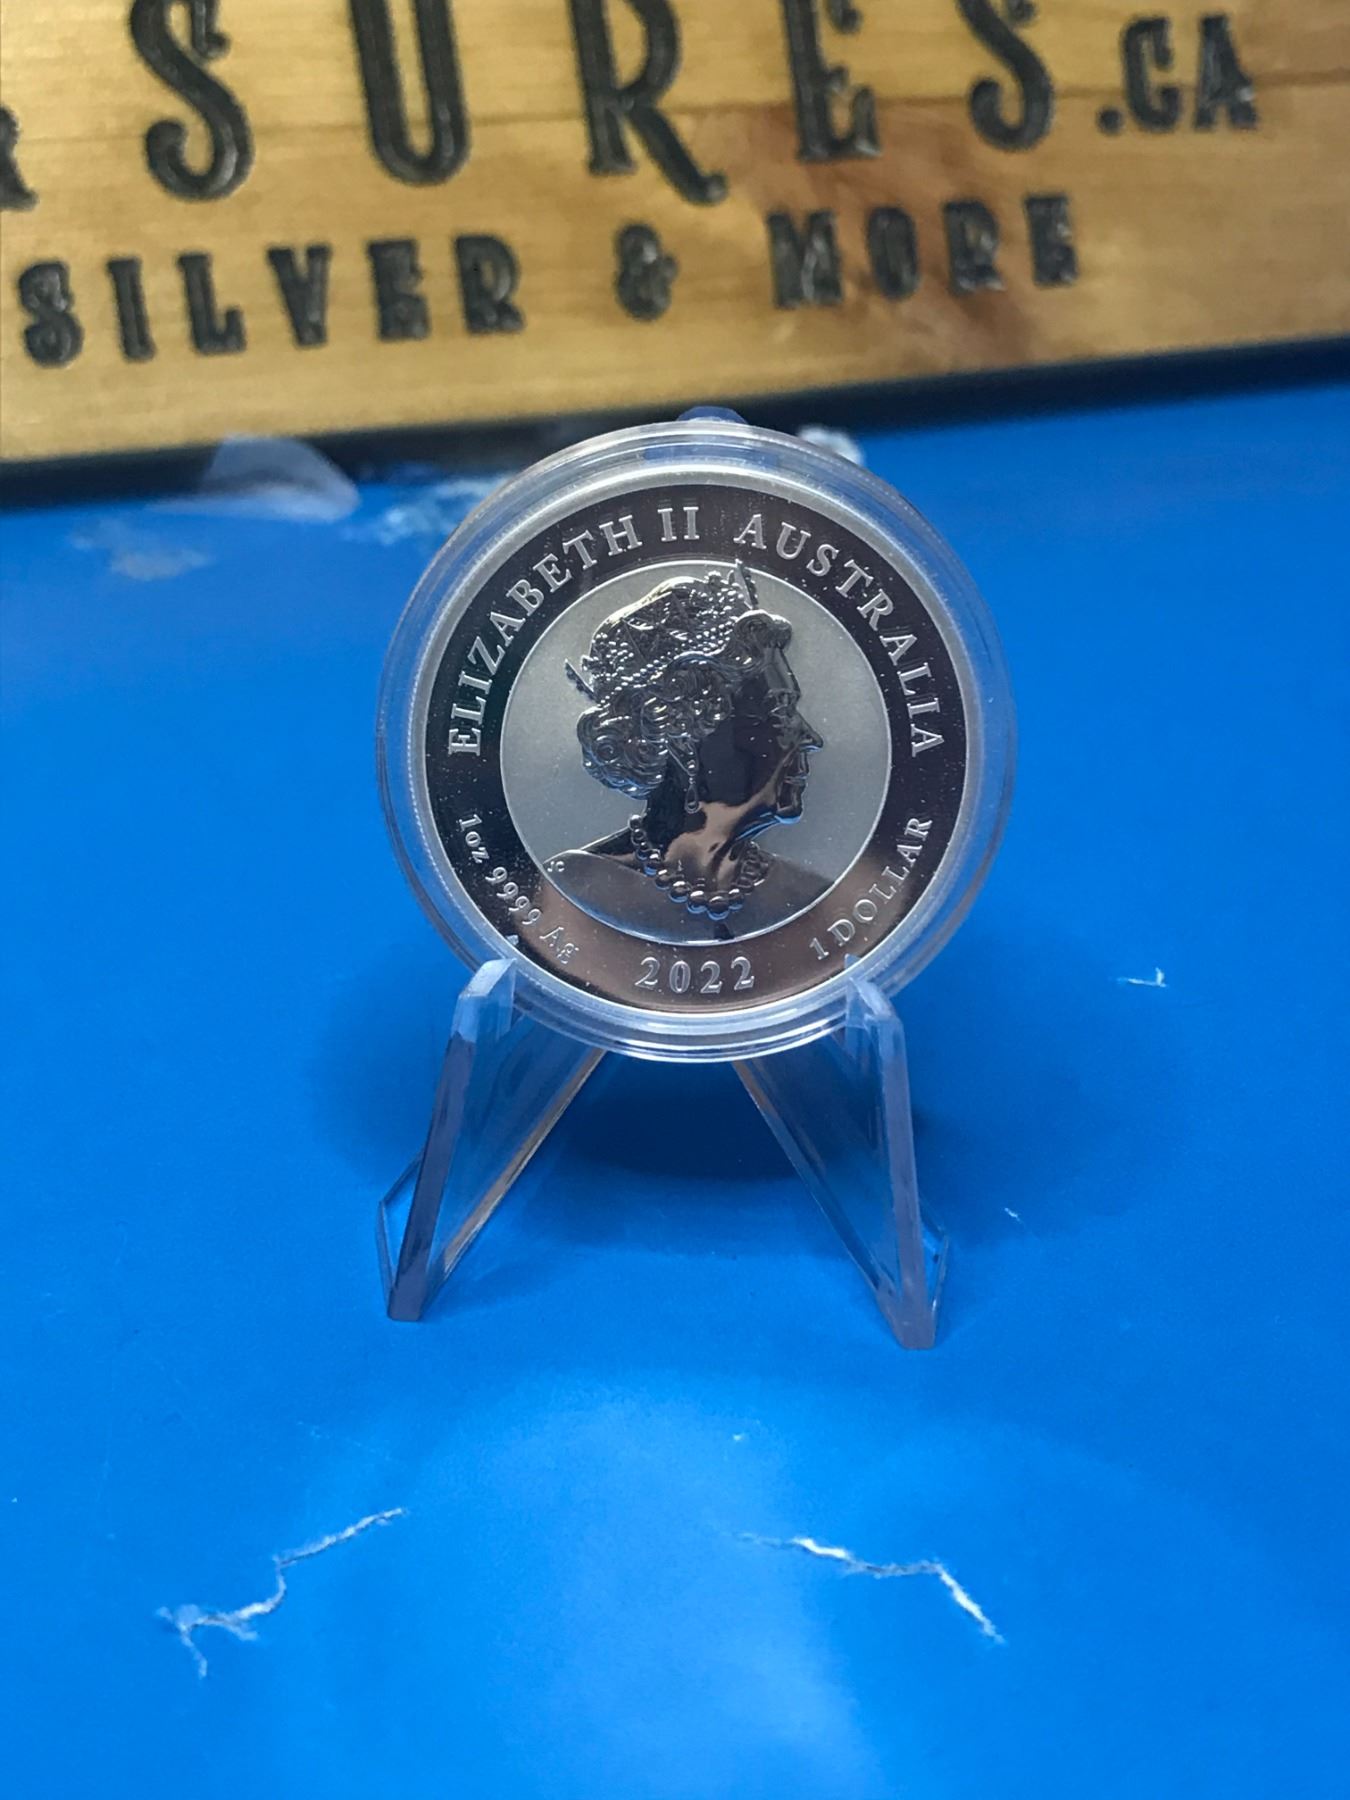 SURES.CA
SILVER & MORE
ELIZABETH II AUSTRALIA
1oz 9999 Ag 2022 1 DOLLAR